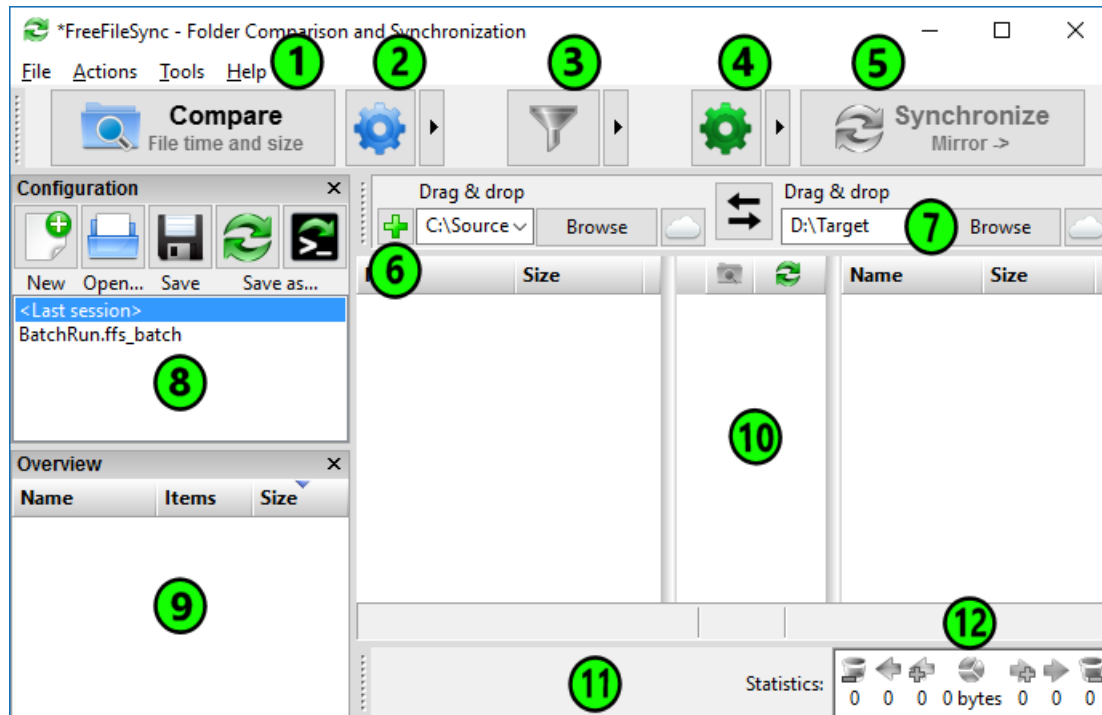 *FreeFileSync - Folder Comparison and Synchronization
File Actions Tools Help
1 2 3 4 5
Compare
File time and size
Synchronize
Mirror ->
Configuration
New Open... Save Save as...
<Last session>
BatchRun.ffs_batch
8
Overview
Name Items Size
9
Drag & drop
C:\Source Browse
Drag & drop
D:\Target 7 Browse
6
Size
Name Size
10
11
12
Statistics:
0 0 0 0 bytes 0 0 0